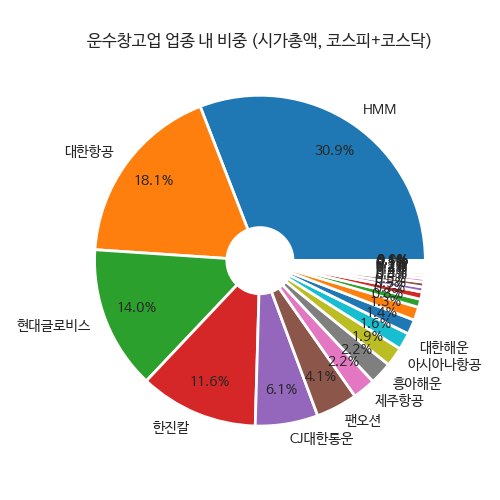 운수창고업 업종 내 비중 (시가총액, 코스피+코스닥)
HMM
30.9%
대한항공
18.1%
현대글로비스
14.0%
한진칼
11.6%
CJ대한통운
6.1%
팬오션
4.1%
제주항공
2.2%
흥아해운
2.2%
아시아나항공
1.9%
대한해운
1.6%
1.4%
1.3%